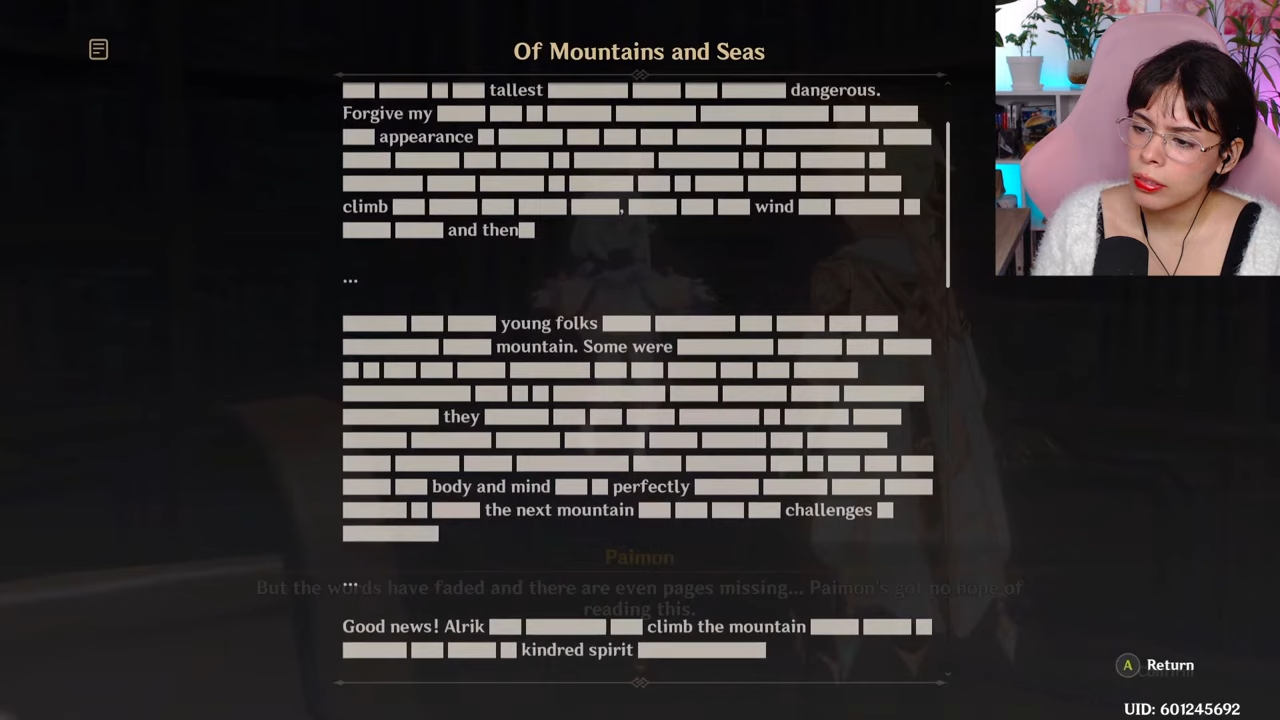 Of Mountains and Seas
tallest dangerous.
Forgive my
appearance
climb , wind
and then
...
young folks
mountain. Some were
they
body and mind perfectly
the next mountain challenges
Paimon
...
But the words have faded and there are even pages missing... Paimon's got no hope of
reading this.
Good news! Alrik climb the mountain
kindred spirit
A Return
UID: 601245692